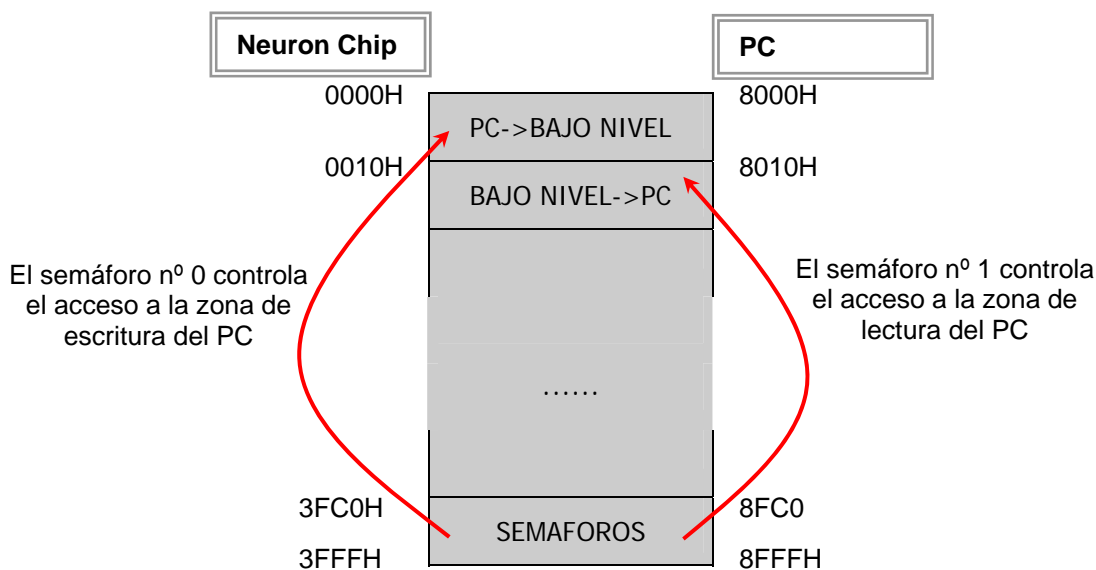 Neuron Chip
PC
0000H
8000H
PC->BAJO NIVEL
0010H
8010H
BAJO NIVEL->PC
El semáforo nº 0 controla
el acceso a la zona de
escritura del PC
El semáforo nº 1 controla
el acceso a la zona de
lectura del PC
......
3FC0H
8FC0
SEMAFOROS
3FFFH
8FFFH